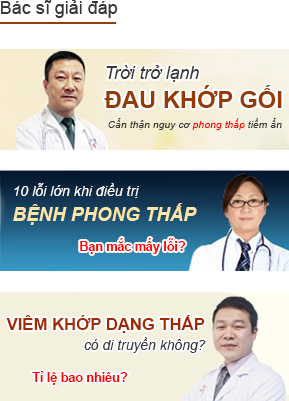 Bác sĩ giải đáp
Trời trở lạnh
ĐAU KHỚP GỐI
Cẩn thận nguy cơ phong thấp tiềm ẩn
10 lỗi lớn khi điều trị
BỆNH PHONG THẤP
Bạn mắc mấy lỗi?
VIÊM KHỚP DẠNG THẤP
có di truyền không?
Tỉ lệ bao nhiêu?